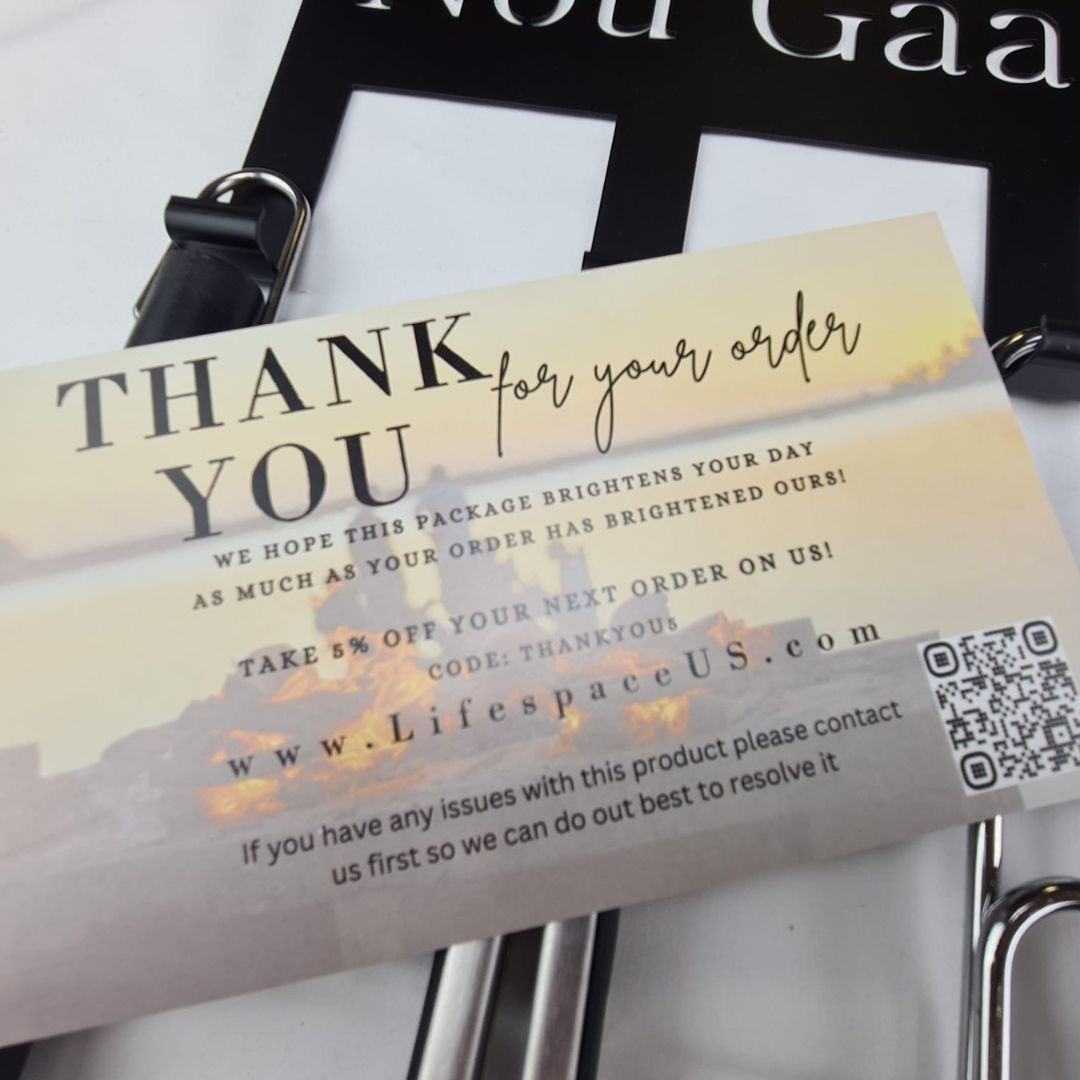 Nou Gaa
THANK
for your order
YOU
WE HOPE THIS PACKAGE BRIGHTENS YOUR DAY
AS MUCH AS YOUR ORDER HAS BRIGHTENED OURS!
TAKE 5% OFF YOUR NEXT ORDER ON US!
CODE: THANKYOU5
www.LifespaceUS.com
If you have any issues with this product please contact
us first so we can do out best to resolve it